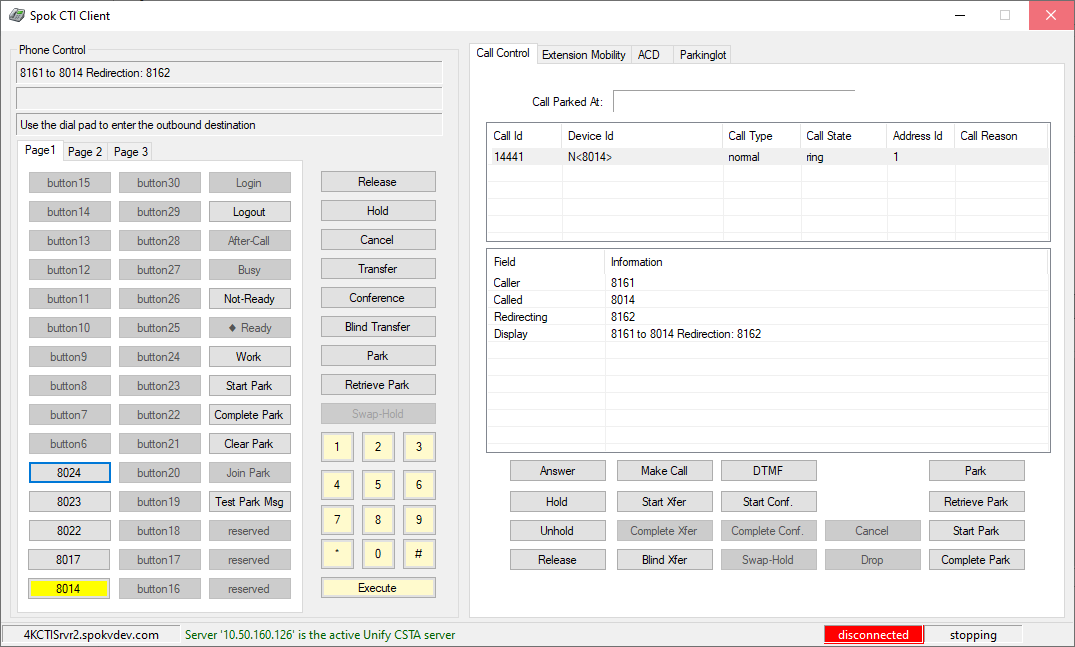 Spok CTI Client
Phone Control
8161 to 8014 Redirection: 8162
Use the dial pad to enter the outbound destination
Page1 Page 2 Page 3
button15 button30 Login
button14 button29 Logout
button13 button28 After-Call
button12 button27 Busy
button11 button26 Not-Ready
button10 button25 ♦ Ready
button9 button24 Work
button8 button23 Start Park
button7 button22 Complete Park
button6 button21 Clear Park
8024 button20 Join Park
8023 button19 Test Park Msg
8022 button18 reserved
8017 button17 reserved
8014 button16 reserved
Release
Hold
Cancel
Transfer
Conference
Blind Transfer
Park
Retrieve Park
Swap-Hold
1 2 3
4 5 6
7 8 9
* 0 #
Execute
Call Control Extension Mobility ACD Parkinglot
Call Parked At:
Call Id Device Id Call Type Call State Address Id Call Reason
14441 N<8014> normal ring 1
Field Information
Caller 8161
Called 8014
Redirecting 8162
Display 8161 to 8014 Redirection: 8162
Answer Make Call DTMF Park
Hold Start Xfer Start Conf. Retrieve Park
Unhold Complete Xfer Complete Conf. Cancel Start Park
Release Blind Xfer Swap-Hold Drop Complete Park
4KCTISrvr2.spokvdev.com Server '10.50.160.126' is the active Unify CSTA server disconnected stopping